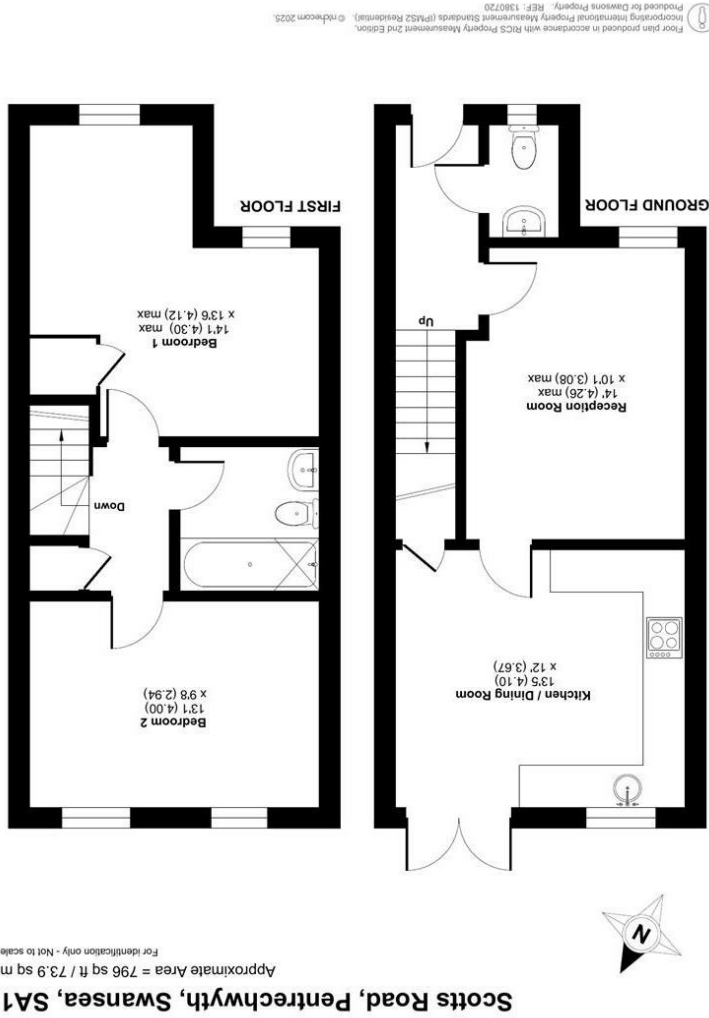 Scotts Road, Pentrechwyth, Swansea, SA1
Approximate Area = 796 sq ft / 73.9 sq m
For identification only - Not to scale
N
Kitchen / Dining Room
13'5 (4.10)
x 12' (3.67)
Reception Room
14' (4.26) max
x 10'1 (3.08) max
Up
GROUND FLOOR
Bedroom 2
13'1 (4.00)
x 9'8 (2.94)
Down
Bedroom 1
14'1 (4.30) max
x 13'6 (4.12) max
FIRST FLOOR
Floor plan produced in accordance with RICS Property Measurement 2nd Edition.
Incorporating International Property Measurement Standards (IPMS2 Residential). © nichecom 2025.
Produced for Dawsons Property. REF: 1380720